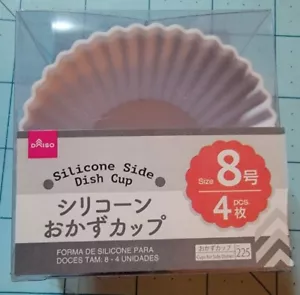 DAISO
Silicone Side
Dish Cup
シリコーン
おかずカップ
FORMA DE SILICONE PARA
DOCES TAM. 8 - 4 UNIDADES
Size 8号
4 PCS. 枚
おかずカップ
225